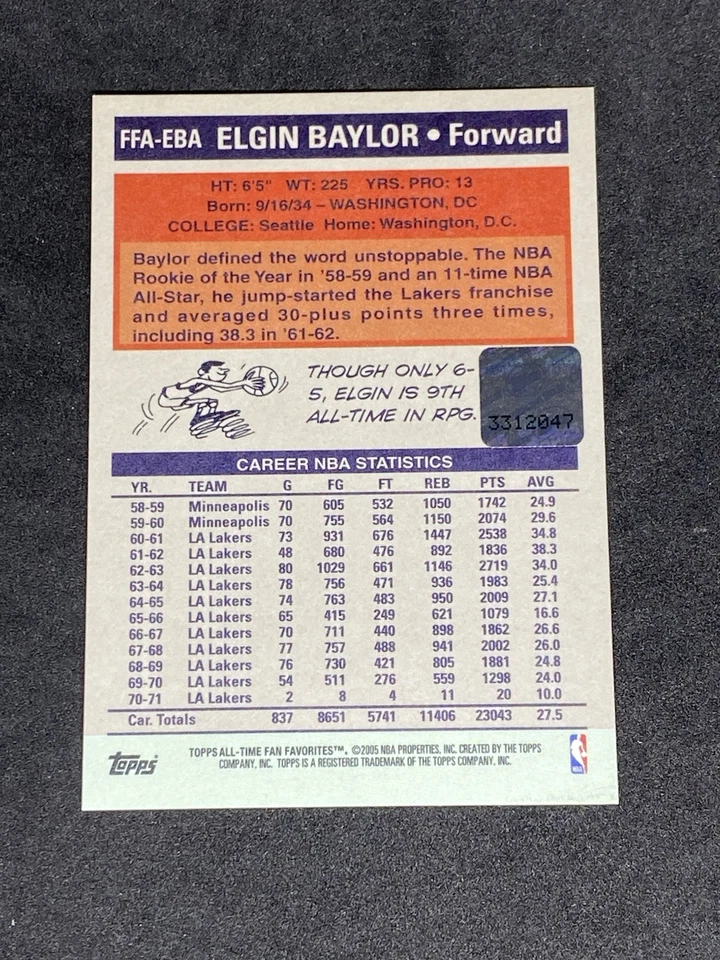 FFA-EBA ELGIN BAYLOR • Forward
HT: 6'5" WT: 225 YRS. PRO: 13
Born: 9/16/34 – WASHINGTON, DC
COLLEGE: Seattle Home: Washington, D.C.
Baylor defined the word unstoppable. The NBA
Rookie of the Year in '58-59 and an 11-time NBA
All-Star, he jump-started the Lakers franchise
and averaged 30-plus points three times,
including 38.3 in '61-62.
THOUGH ONLY 6-
5, ELGIN IS 9TH
ALL-TIME IN RPG.
3312047
CAREER NBA STATISTICS
YR. TEAM G FG FT REB PTS AVG
58-59 Minneapolis 70 605 532 1050 1742 24.9
59-60 Minneapolis 70 755 564 1150 2074 29.6
60-61 LA Lakers 73 931 676 1447 2538 34.8
61-62 LA Lakers 48 680 476 892 1836 38.3
62-63 LA Lakers 80 1029 661 1146 2719 34.0
63-64 LA Lakers 78 756 471 936 1983 25.4
64-65 LA Lakers 74 763 483 950 2009 27.1
65-66 LA Lakers 65 415 249 621 1079 16.6
66-67 LA Lakers 70 711 440 898 1862 26.6
67-68 LA Lakers 77 757 488 941 2002 26.0
68-69 LA Lakers 76 730 421 805 1881 24.8
69-70 LA Lakers 54 511 276 559 1298 24.0
70-71 LA Lakers 2 8 4 11 20 10.0
Car. Totals 837 8651 5741 11406 23043 27.5
Topps
TOPPS ALL-TIME FAN FAVORITES™. ©2005 NBA PROPERTIES, INC. CREATED BY THE TOPPS
COMPANY, INC. TOPPS IS A REGISTERED TRADEMARK OF THE TOPPS COMPANY, INC.
NBA